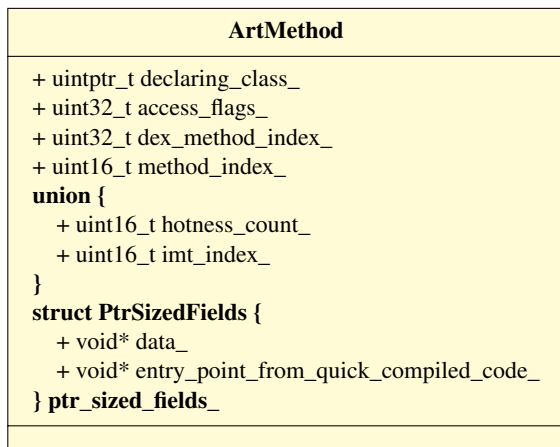 ArtMethod
+ uintptr_t declaring_class_
+ uint32_t access_flags_
+ uint32_t dex_method_index_
+ uint16_t method_index_
union {
+ uint16_t hotness_count_
+ uint16_t imt_index_
}
struct PtrSizedFields {
+ void* data_
+ void* entry_point_from_quick_compiled_code_
} ptr_sized_fields_